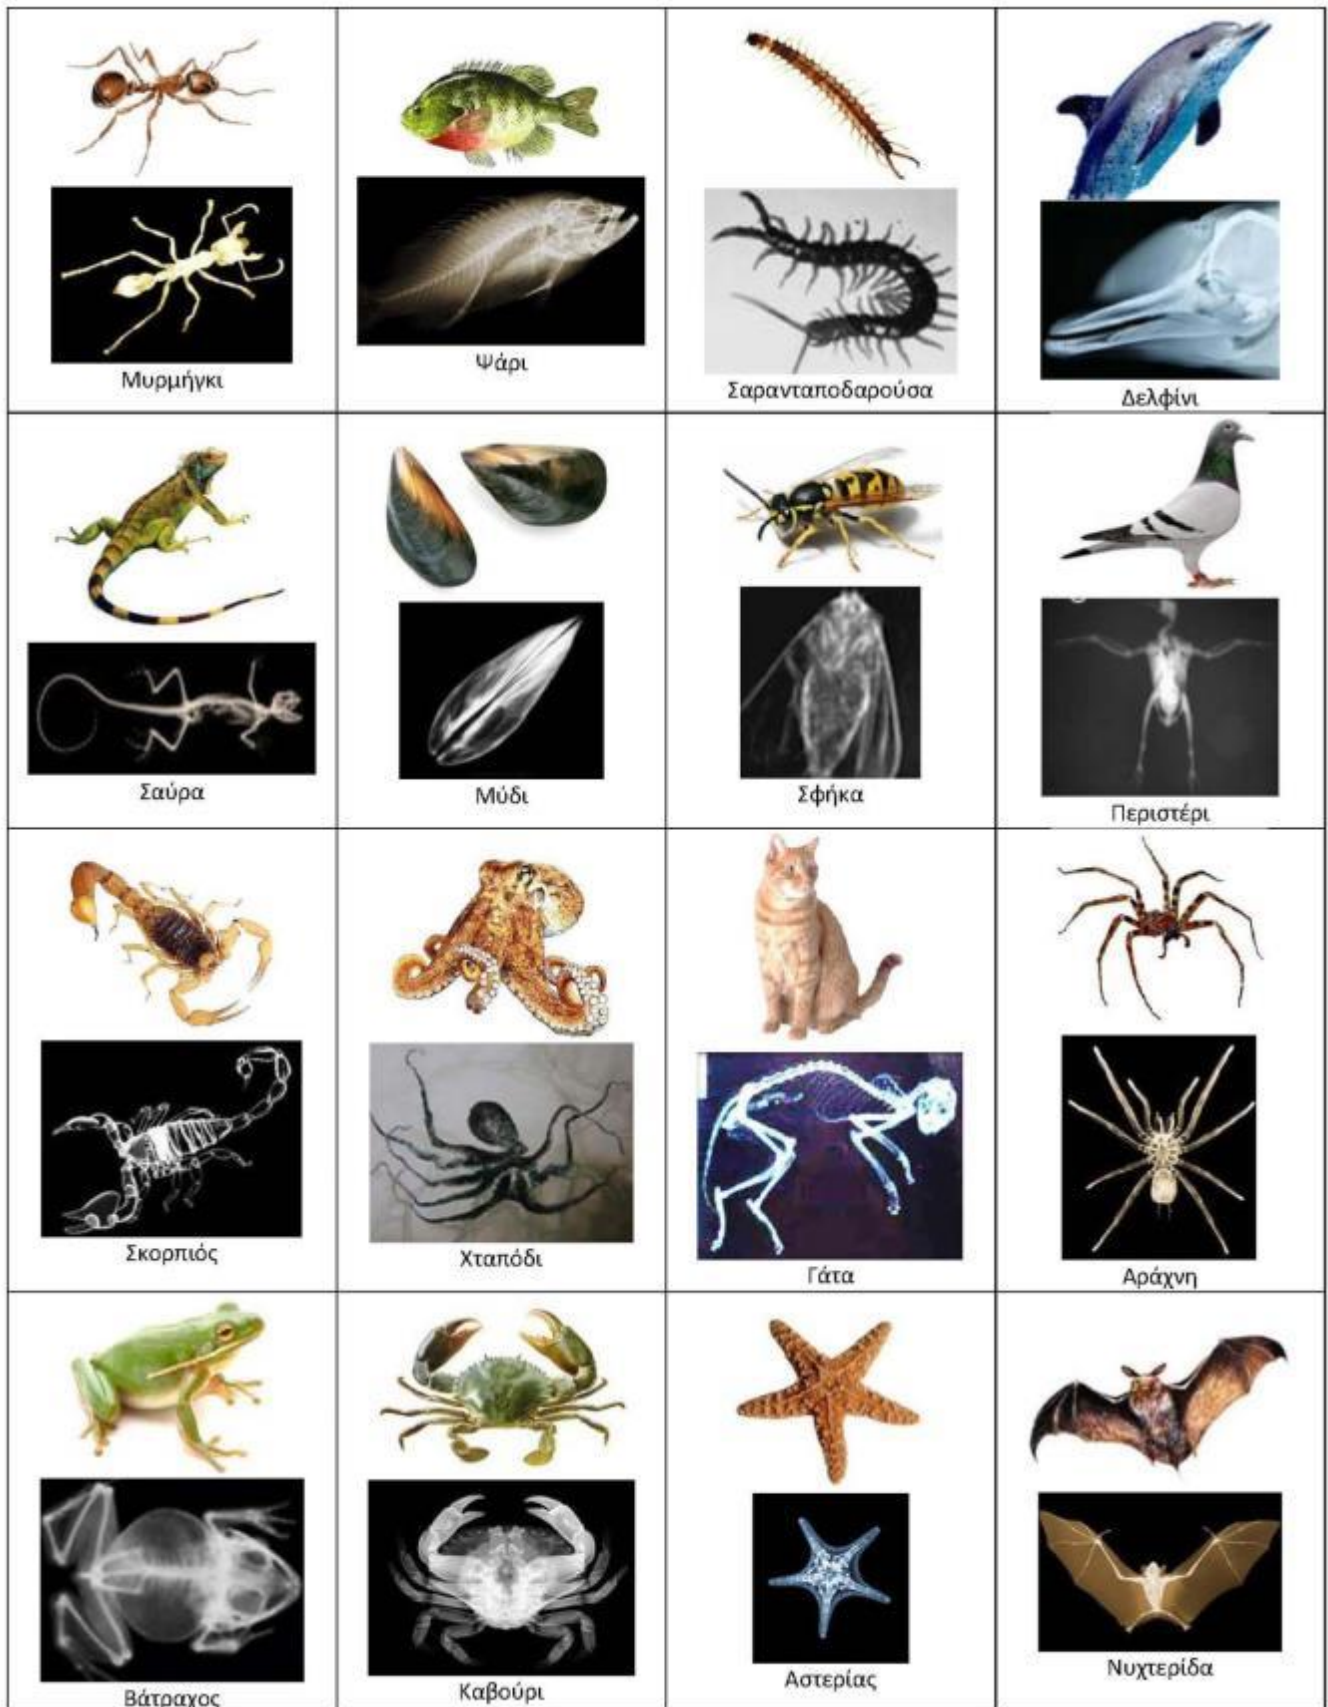 Μυρμήγκι
Ψάρι
Σαρανταποδαρούσα
Δελφίνι
Σαύρα
Μύδι
Σφήκα
Περιστέρι
Σκορπιός
Χταπόδι
Γάτα
Αράχνη
Βάτραχος
Καβούρι
Αστερίας
Νυχτερίδα